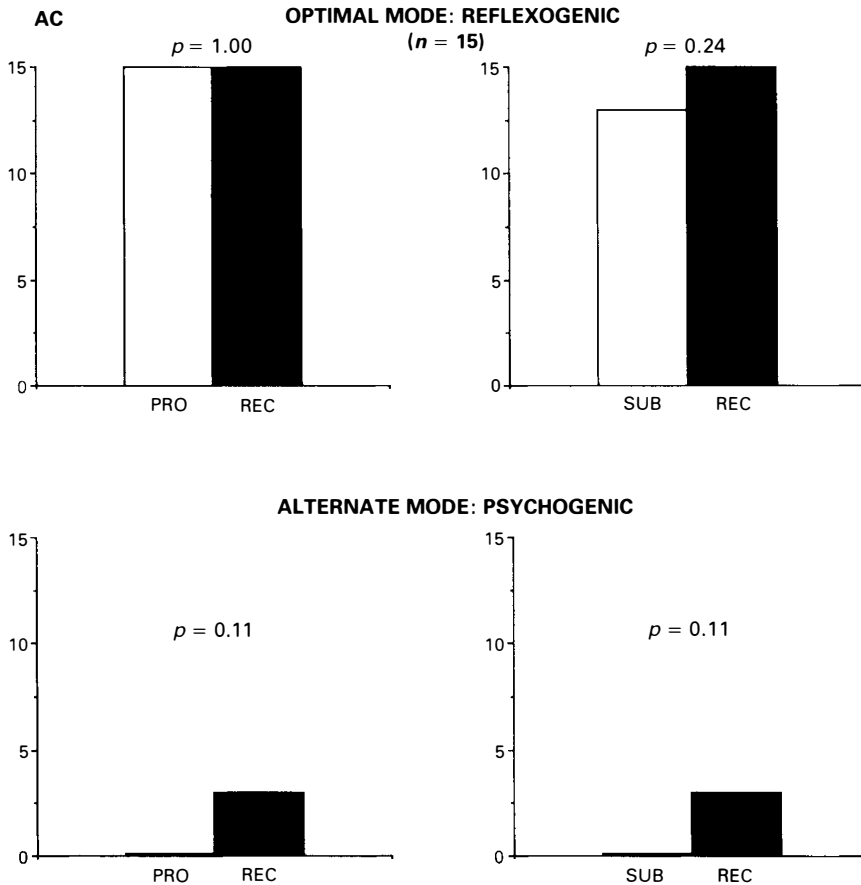 AC
OPTIMAL MODE: REFLEXOGENIC
(n = 15)
p = 1.00
15
10
5
0
PRO REC
p = 0.24
15
10
5
0
SUB REC
ALTERNATE MODE: PSYCHOGENIC
p = 0.11
15
10
5
0
PRO REC
p = 0.11
15
10
5
0
SUB REC